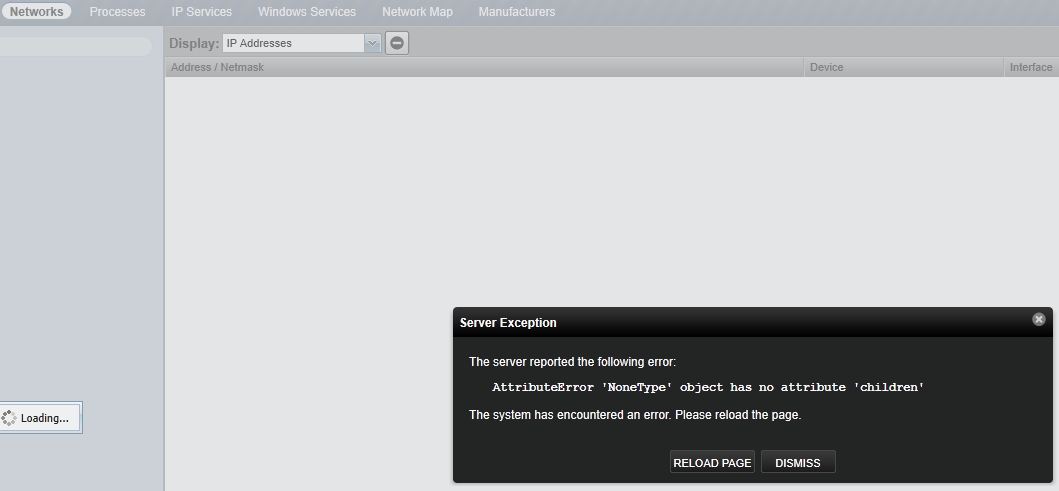 Networks Processes IP Services Windows Services Network Map Manufacturers
Display: IP Addresses
Address / Netmask Device Interface
Server Exception
The server reported the following error:
AttributeError 'NoneType' object has no attribute 'children'
The system has encountered an error. Please reload the page.
Loading...
RELOAD PAGE DISMISS